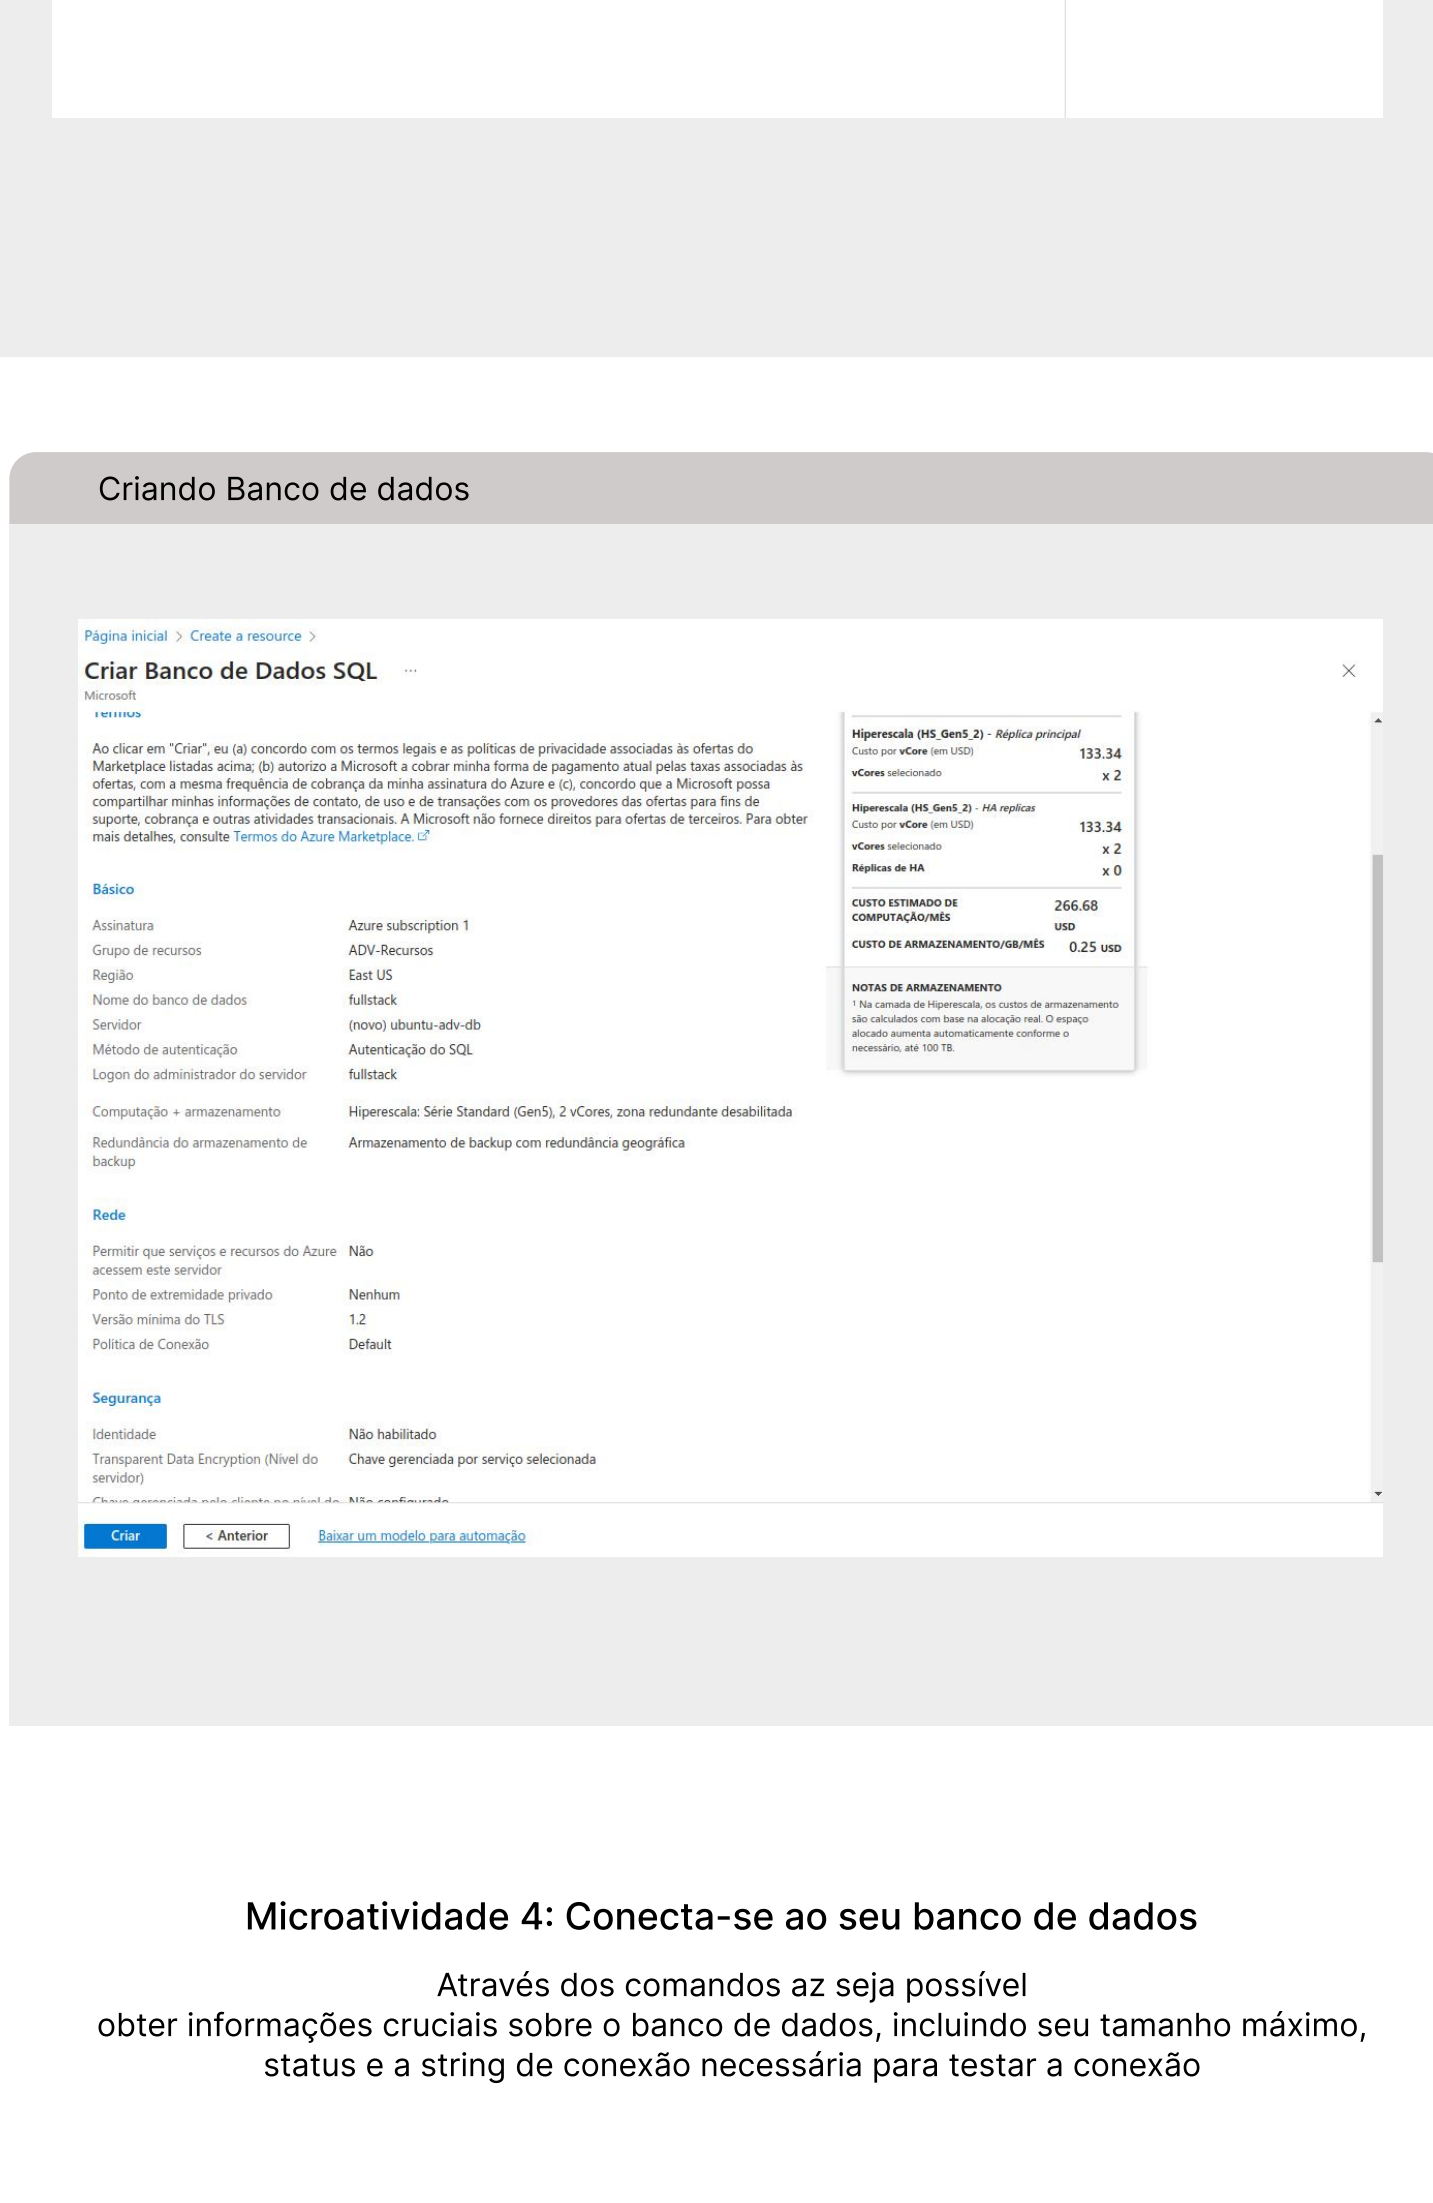 Criando Banco de dados
Página inicial > Create a resource >
Criar Banco de Dados SQL ...
Microsoft
Termos
Ao clicar em "Criar", eu (a) concordo com os termos legais e as políticas de privacidade associadas às ofertas do
Marketplace listadas acima; (b) autorizo a Microsoft a cobrar minha forma de pagamento atual pelas taxas associadas às
ofertas, com a mesma frequência de cobrança da minha assinatura do Azure e (c), concordo que a Microsoft possa
compartilhar minhas informações de contato, de uso e de transações com os provedores das ofertas para fins de
suporte, cobrança e outras atividades transacionais. A Microsoft não fornece direitos para ofertas de terceiros. Para obter
mais detalhes, consulte Termos do Azure Marketplace.
Básico
Assinatura Azure subscription 1
Grupo de recursos ADV-Recursos
Região East US
Nome do banco de dados fullstack
Servidor (novo) ubuntu-adv-db
Método de autenticação Autenticação do SQL
Logon do administrador do servidor fullstack
Computação + armazenamento Hiperescala: Série Standard (Gen5), 2 vCores, zona redundante desabilitada
Redundância do armazenamento de Armazenamento de backup com redundância geográfica
backup
Rede
Permitir que serviços e recursos do Azure Não
acessem este servidor
Ponto de extremidade privado Nenhum
Versão mínima do TLS 1.2
Política de Conexão Default
Segurança
Identidade Não habilitado
Transparent Data Encryption (Nível do Chave gerenciada por serviço selecionada
servidor)
Chave gerenciada pelo cliente no nível do Não configurado
Hiperescala (HS_Gen5_2) - Réplica principal
Custo por vCore (em USD) 133.34
vCores selecionado x 2
Hiperescala (HS_Gen5_2) - HA replicas
Custo por vCore (em USD) 133.34
vCores selecionado x 2
Réplicas de HA x 0
CUSTO ESTIMADO DE 266.68
COMPUTAÇÃO/MÊS USD
CUSTO DE ARMAZENAMENTO/GB/MÊS 0.25 USD
NOTAS DE ARMAZENAMENTO
¹ Na camada de Hiperescala, os custos de armazenamento
são calculados com base na alocação real. O espaço
alocado aumenta automaticamente conforme o
necessário, até 100 TB.
Criar < Anterior Baixar um modelo para automação
Microatividade 4: Conecta-se ao seu banco de dados
Através dos comandos az seja possível
obter informações cruciais sobre o banco de dados, incluindo seu tamanho máximo,
status e a string de conexão necessária para testar a conexão